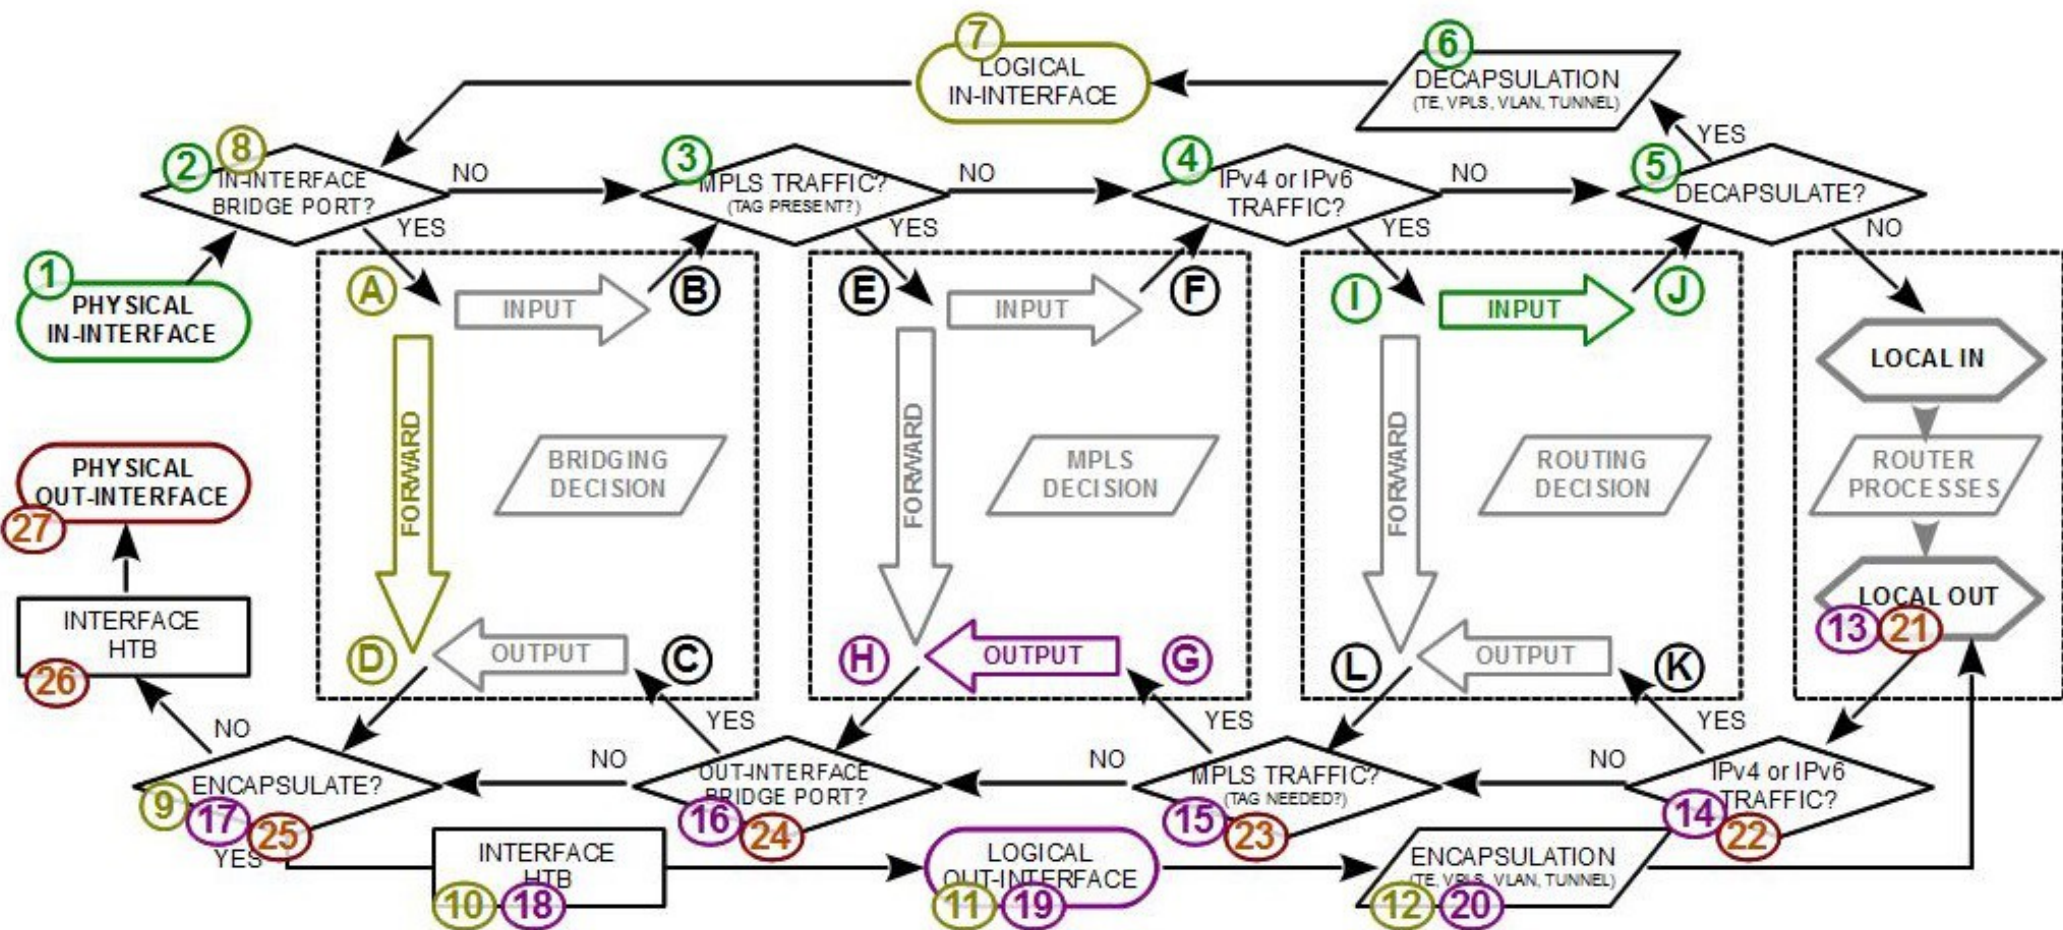 7
LOGICAL
IN-INTERFACE
6
DECAPSULATION
(TE, VPLS, VLAN, TUNNEL)
YES
2
8
IN-INTERFACE
BRIDGE PORT?
NO
YES
3
MPLS TRAFFIC?
(TAG PRESENT?)
NO
YES
4
IPv4 or IPv6
TRAFFIC?
NO
YES
5
DECAPSULATE?
NO
1
PHYSICAL
IN-INTERFACE
A
INPUT
B
E
INPUT
F
I
INPUT
J
LOCAL IN
FORWARD
BRIDGING
DECISION
FORWARD
MPLS
DECISION
FORWARD
ROUTING
DECISION
ROUTER
PROCESSES
PHYSICAL
OUT-INTERFACE
27
INTERFACE
HTB
26
D
OUTPUT
C
H
OUTPUT
G
L
OUTPUT
K
LOCAL OUT
13
21
NO
ENCAPSULATE?
9
17
25
YES
YES
NO
OUT-INTERFACE
BRIDGE PORT?
16
24
YES
NO
MPLS TRAFFIC?
(TAG NEEDED?)
15
23
YES
NO
IPv4 or IPv6
TRAFFIC?
14
22
INTERFACE
HTB
10
18
LOGICAL
OUT-INTERFACE
11
19
ENCAPSULATION
(TE, VPLS, VLAN, TUNNEL)
12
20